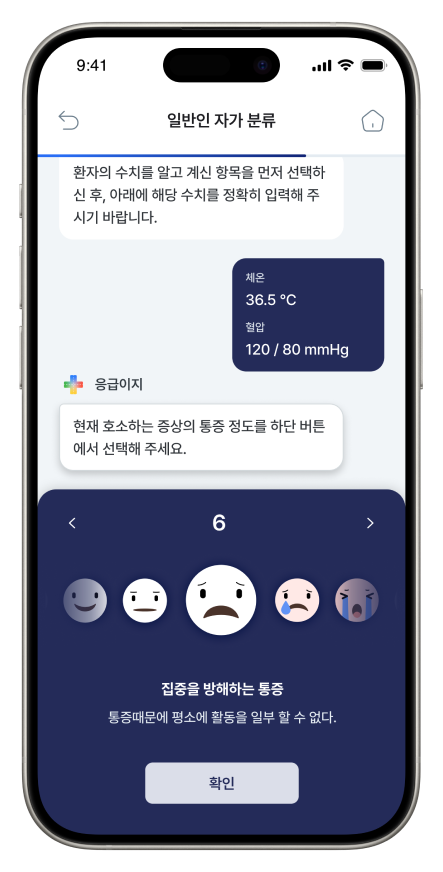 9:41
일반인 자가 분류
환자의 수치를 알고 계신 항목을 먼저 선택하
신 후, 아래에 해당 수치를 정확히 입력해 주
시기 바랍니다.
체온
36.5 °C
혈압
120 / 80 mmHg
응급이지
현재 호소하는 증상의 통증 정도를 하단 버튼
에서 선택해 주세요.
6
집중을 방해하는 통증
통증때문에 평소에 활동을 일부 할 수 없다.
확인